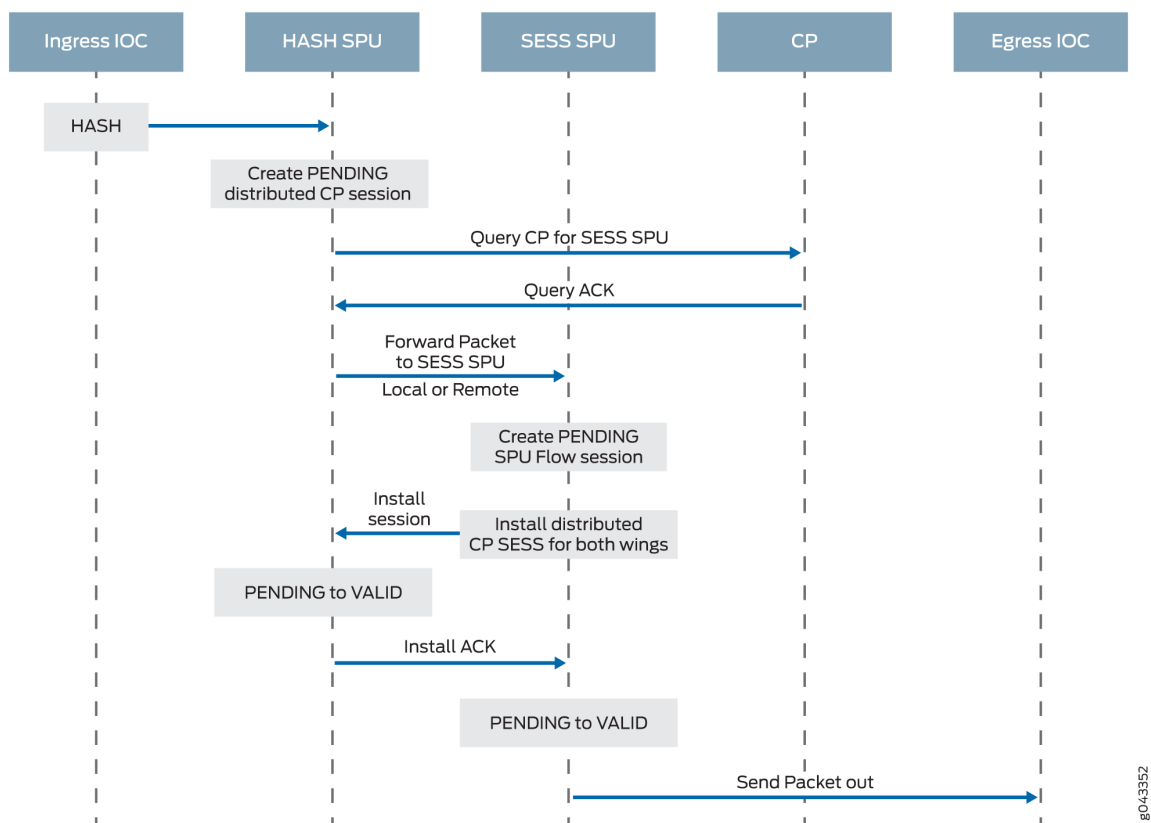 Ingress IOC
HASH SPU
SESS SPU
CP
Egress IOC
HASH
Create PENDING
distributed CP session
Query CP for SESS SPU
Query ACK
Forward Packet
to SESS SPU
Local or Remote
Create PENDING
SPU Flow session
Install
session
Install distributed
CP SESS for both wings
PENDING to VALID
Install ACK
PENDING to VALID
Send Packet out
g043352